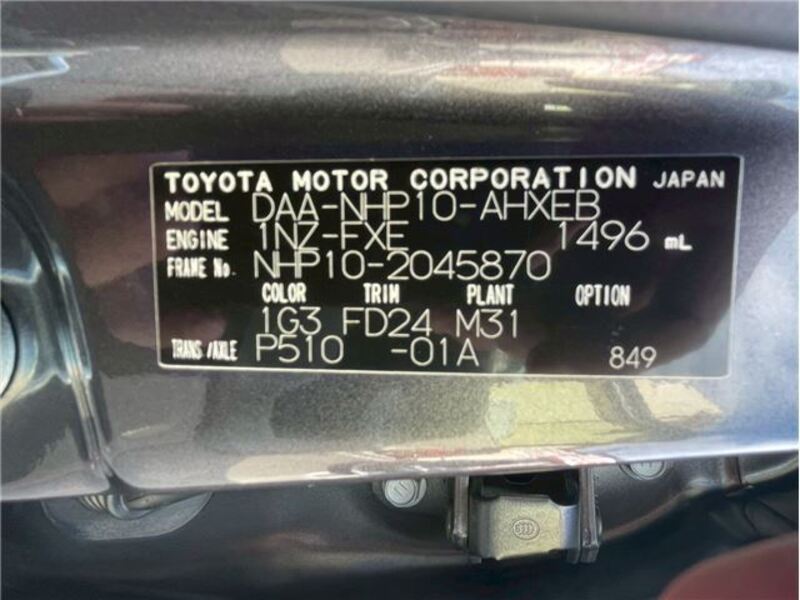 TOYOTA MOTOR CORPORATION JAPAN
MODEL DAA-NHP10-AHXEB
ENGINE 1NZ-FXE 1496 mL
FRAME No. NHP10-2045870
COLOR TRIM PLANT OPTION
1G3 FD24 M31
TRANS./AXLE P510 -01A 849